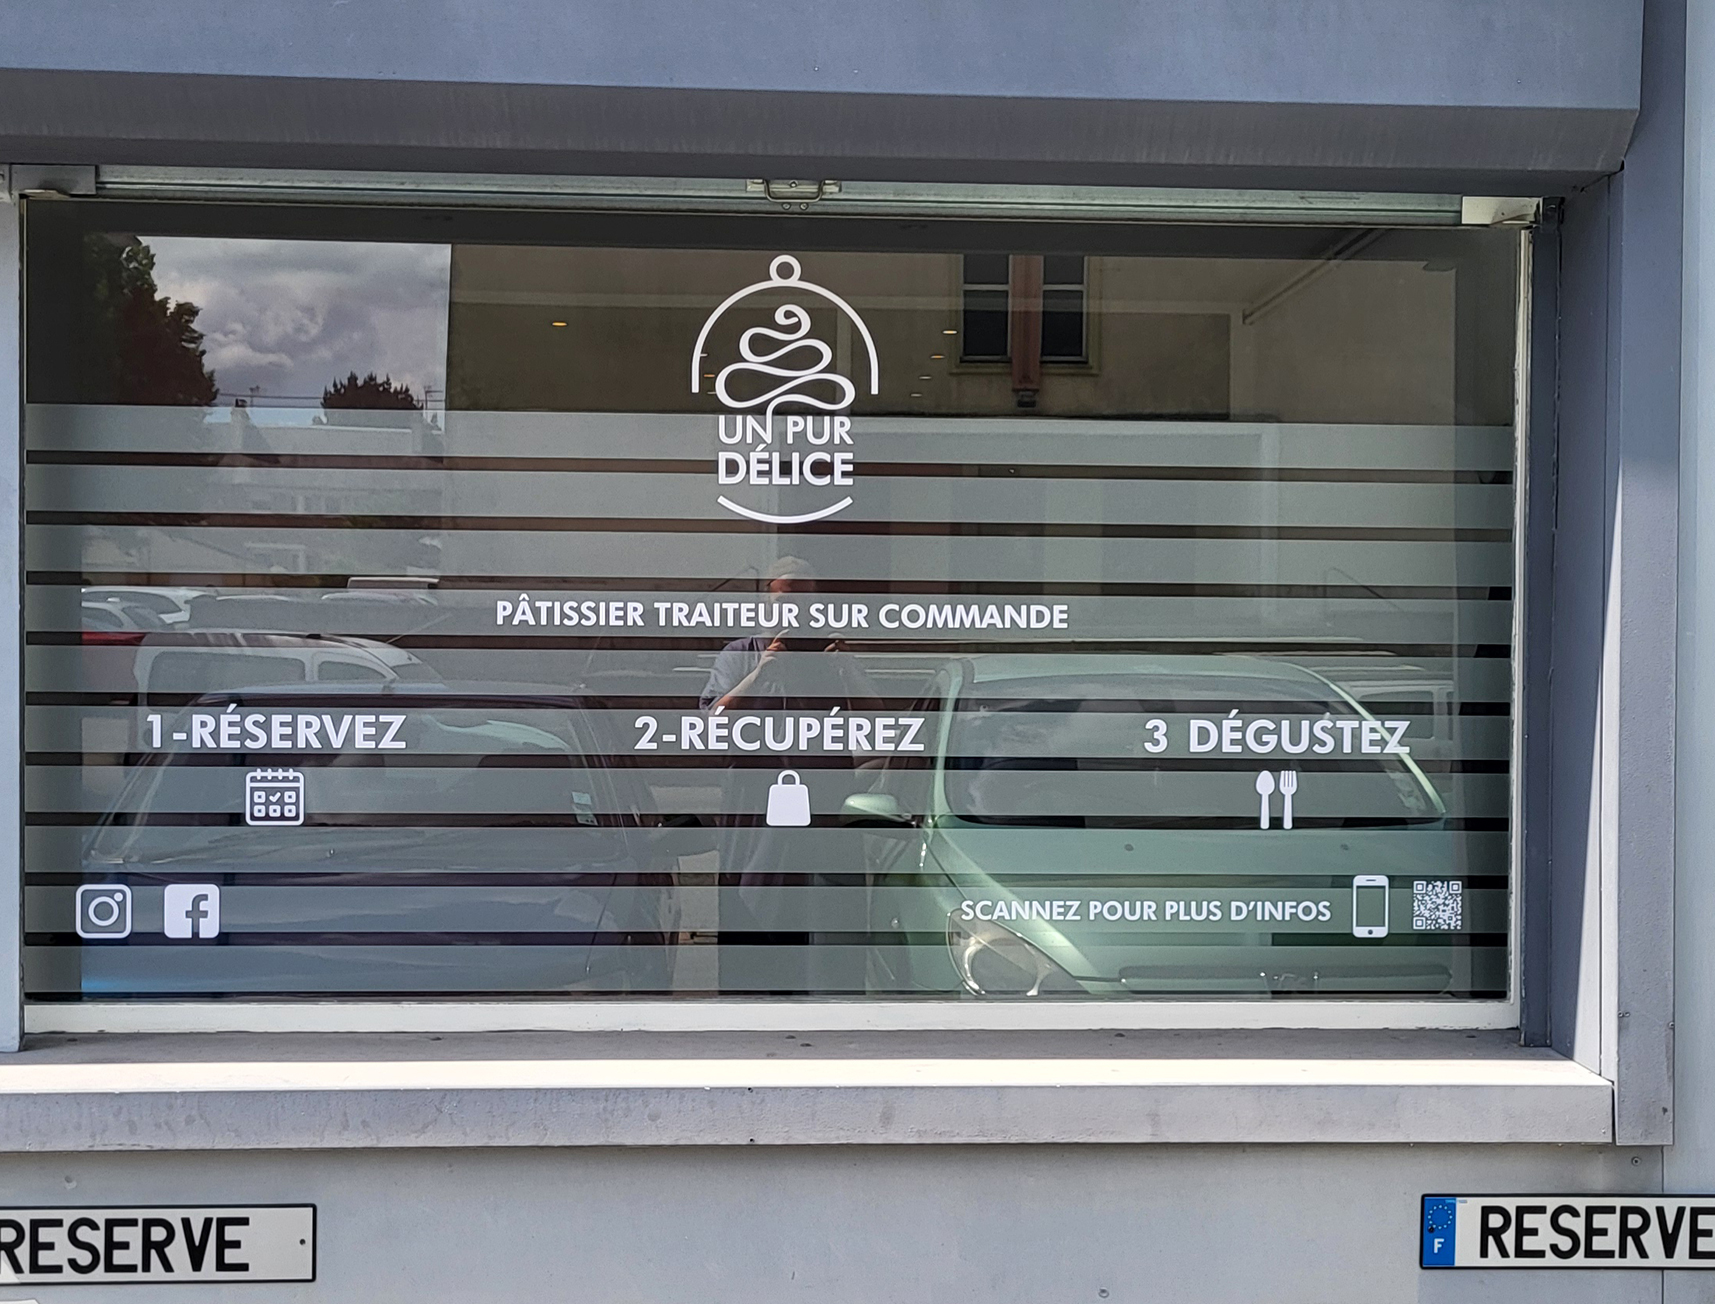 UN PUR
DÉLICE
PÂTISSIER TRAITEUR SUR COMMANDE
1-RÉSERVEZ
2-RÉCUPÉREZ
3 DÉGUSTEZ
SCANNEZ POUR PLUS D'INFOS
RESERVE
F RESERVE